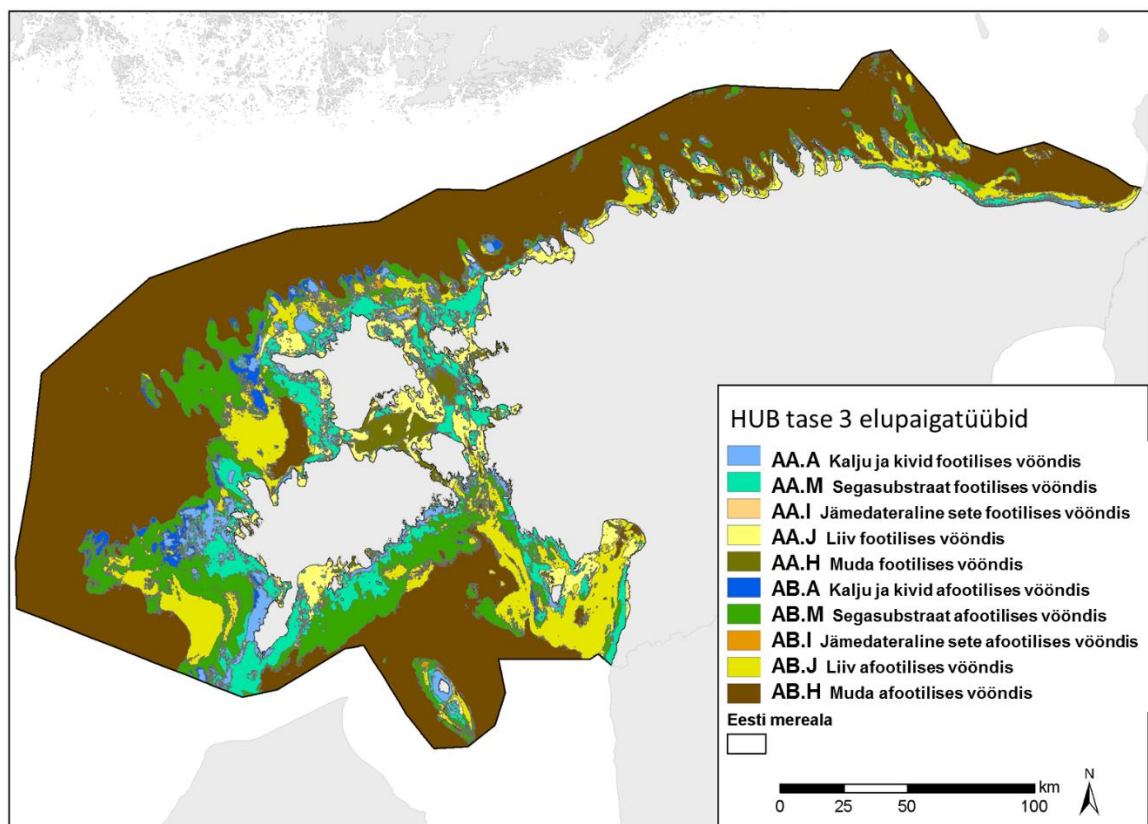 HUB tase 3 elupaigatüübid
AA.A Kalju ja kivid footilises vööndis
AA.M Segasubstraat footilises vööndis
AA.I Jämedateraline sete footilises vööndis
AA.J Liiv footilises vööndis
AA.H Muda footilises vööndis
AB.A Kalju ja kivid afootilises vööndis
AB.M Segasubstraat afootilises vööndis
AB.I Jämedateraline sete afootilises vööndis
AB.J Liiv afootilises vööndis
AB.H Muda afootilises vööndis
Eesti mereala
km
0 25 50 100
N